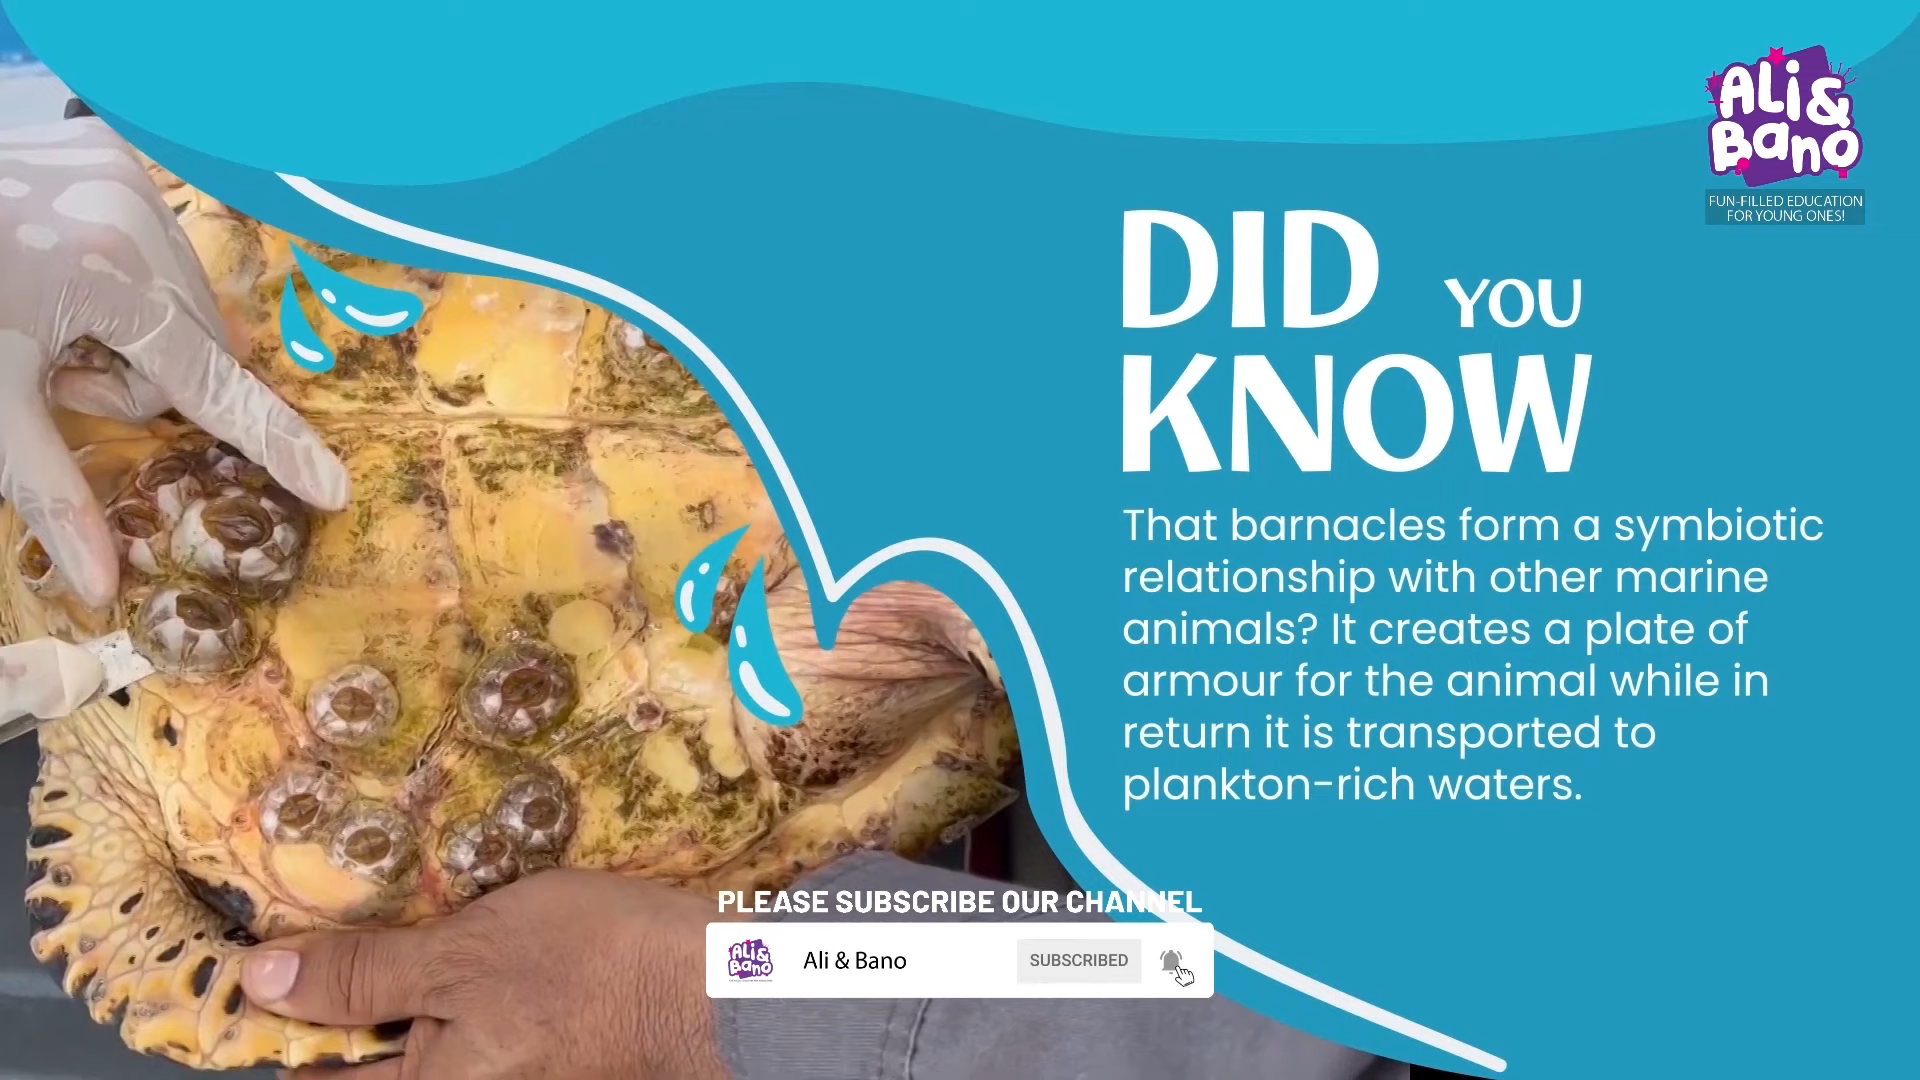 ALi&
Bano
FUN-FILLED EDUCATION
FOR YOUNG ONES!
DID YOU
KNOW
That barnacles form a symbiotic
relationship with other marine
animals? It creates a plate of
armour for the animal while in
return it is transported to
plankton-rich waters.
PLEASE SUBSCRIBE OUR CHANNEL
ALi&
Bano
Ali & Bano
SUBSCRIBED